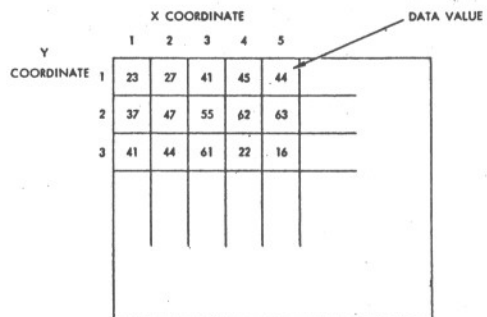 X COORDINATE
DATA VALUE
1 2 3 4 5
Y
COORDINATE
1 23 27 41 45 44
2 37 47 55 62 63
3 41 44 61 22 16